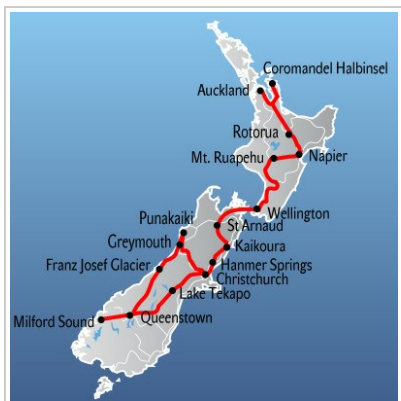 Coromandel Halbinsel
Auckland
Rotorua
Mt. Ruapehu
Napier
Wellington
Punakaiki
St Arnaud
Greymouth
Kaikoura
Franz Josef Glacier
Hanmer Springs
Christchurch
Lake Tekapo
Milford Sound
Queenstown